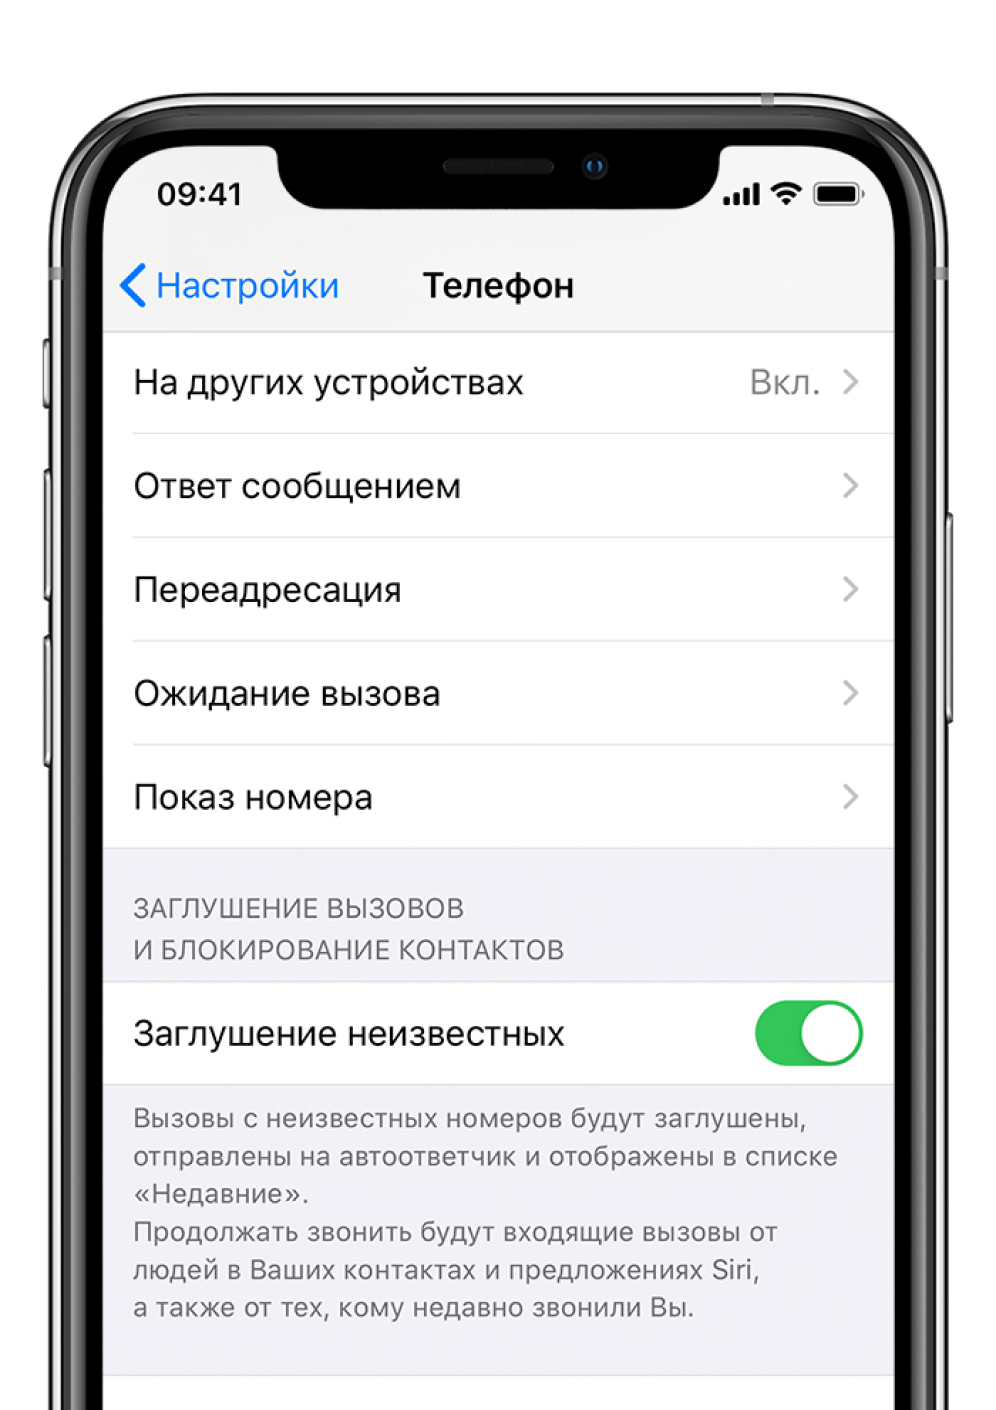 09:41
Настройки
Телефон
На других устройствах
Вкл.
Ответ сообщением
Переадресация
Ожидание вызова
Показ номера
ЗАГЛУШЕНИЕ ВЫЗОВОВ
И БЛОКИРОВАНИЕ КОНТАКТОВ
Заглушение неизвестных
Вызовы с неизвестных номеров будут заглушены,
отправлены на автоответчик и отображены в списке
«Недавние».
Продолжать звонить будут входящие вызовы от
людей в Ваших контактах и предложениях Siri,
а также от тех, кому недавно звонили Вы.